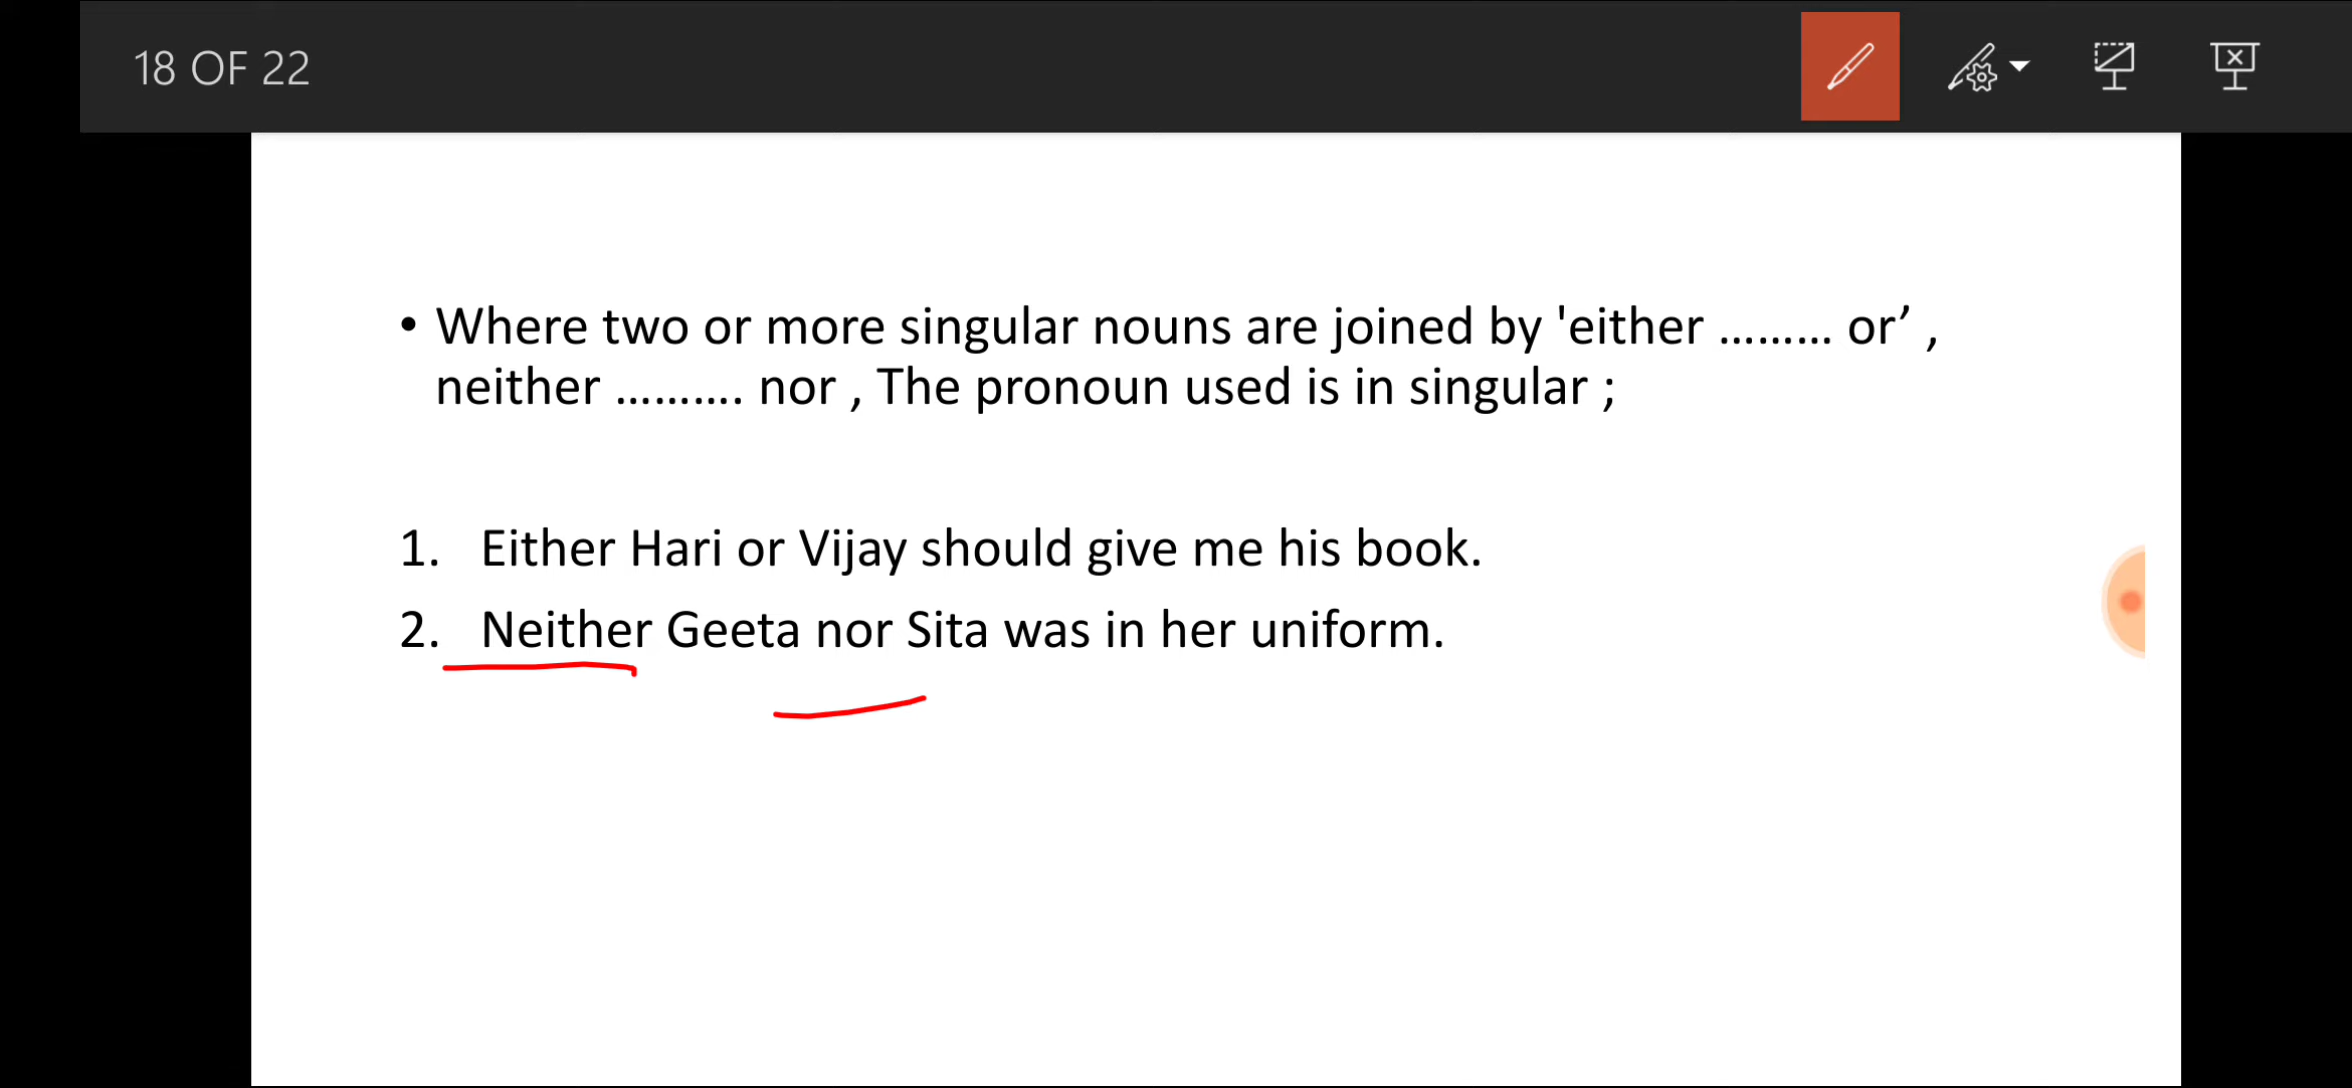 18 OF 22
• Where two or more singular nouns are joined by 'either ......... or’ ,
neither .......... nor , The pronoun used is in singular ;
1. Either Hari or Vijay should give me his book.
2. Neither Geeta nor Sita was in her uniform.